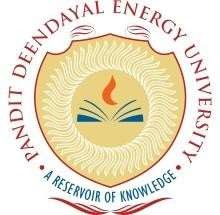 PANDIT DEENDAYAL ENERGY UNIVERSITY
A RESERVOIR OF KNOWLEDGE